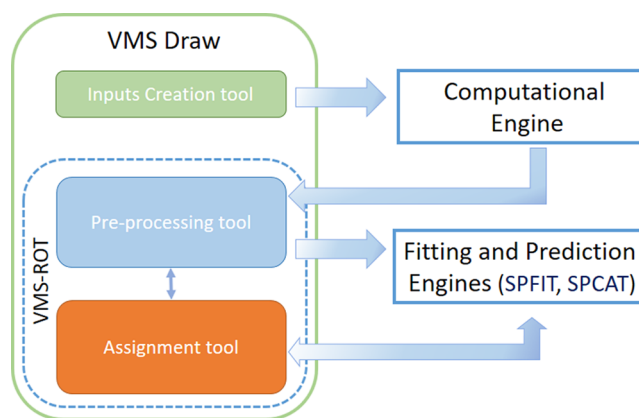 VMS Draw
Inputs Creation tool
Computational
Engine
VMS-ROT
Pre-processing tool
Fitting and Prediction
Engines (SPFIT, SPCAT)
Assignment tool